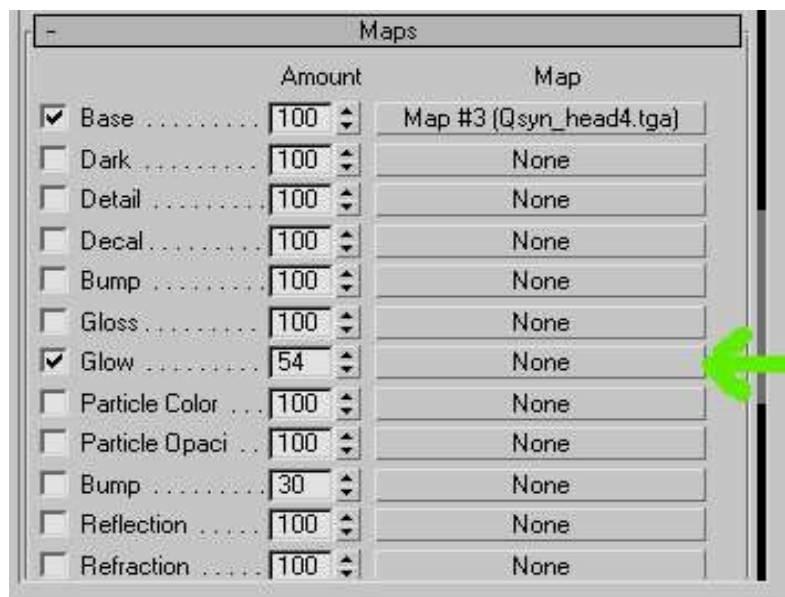 - Maps
Amount Map
Base ......... 100 Map #3 (Qsyn_head4.tga)
Dark .......... 100 None
Detail ......... 100 None
Decal ......... 100 None
Bump ......... 100 None
Gloss ......... 100 None
Glow ......... 54 None
Particle Color ... 100 None
Particle Opaci .. 100 None
Bump ......... 30 None
Reflection ..... 100 None
Refraction ..... 100 None